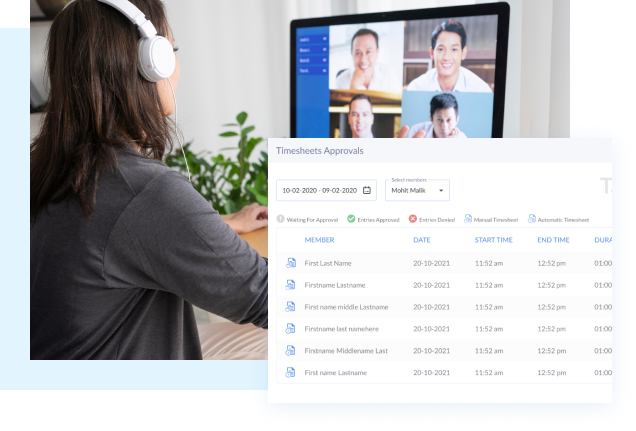 Timesheets Approvals
Select members
10-02-2020 - 09-02-2020 Mohit Malik
Waiting For Approval Entries Approved Entries Denied Manual Timesheet Automatic Timesheet
MEMBER DATE START TIME END TIME DURA
First Last Name 20-10-2021 11:52 am 12:52 pm 01:00
Firstname Lastname 20-10-2021 11:52 am 12:52 pm 01:00
First name middle Lastname 20-10-2021 11:52 am 12:52 pm 01:00
Firstname last namehere 20-10-2021 11:52 am 12:52 pm 01:00
Firstname Middlename Last 20-10-2021 11:52 am 12:52 pm 01:00
First name Lastname 20-10-2021 11:52 am 12:52 pm 01:00